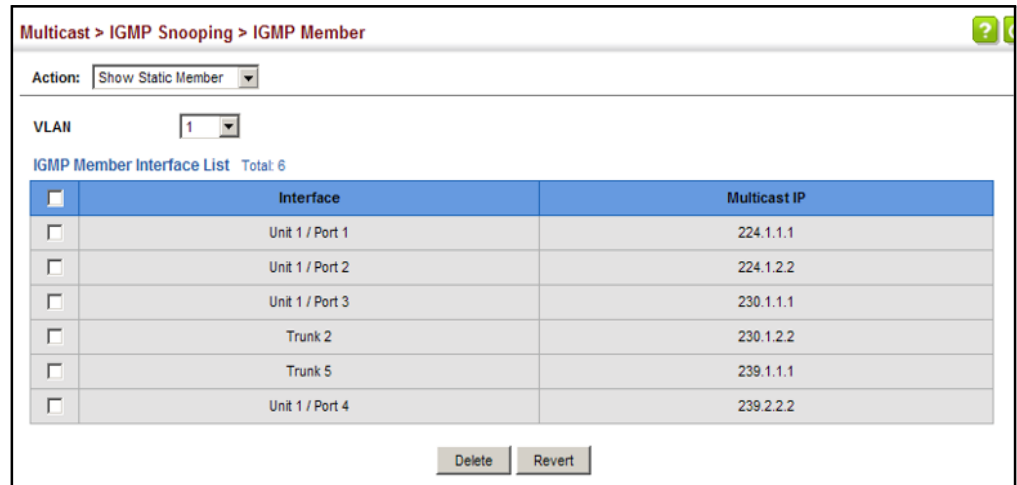 Multicast > IGMP Snooping > IGMP Member
?
Action: Show Static Member
VLAN 1
IGMP Member Interface List Total: 6
Interface Multicast IP
Unit 1 / Port 1 224.1.1.1
Unit 1 / Port 2 224.1.2.2
Unit 1 / Port 3 230.1.1.1
Trunk 2 230.1.2.2
Trunk 5 239.1.1.1
Unit 1 / Port 4 239.2.2.2
Delete Revert